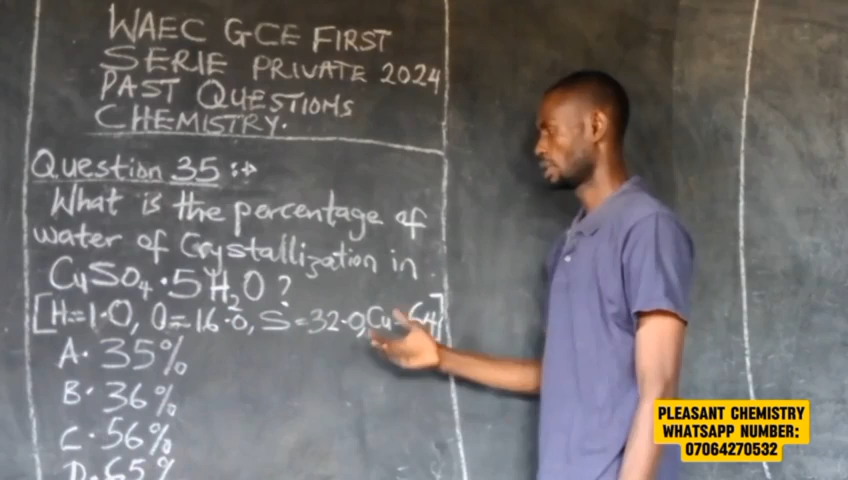 WAEC GCE FIRST
SERIE PRIVATE 2024
PAST QUESTIONS
CHEMISTRY.
Question 35 :→
What is the percentage of
water of Crystallization in
CuSO₄·5H₂O?
[H=1.0, O=16.0, S=32.0, Cu=64]
A. 35%
B. 36%
C. 56%
D. 65%
PLEASANT CHEMISTRY
WHATSAPP NUMBER:
07064270532